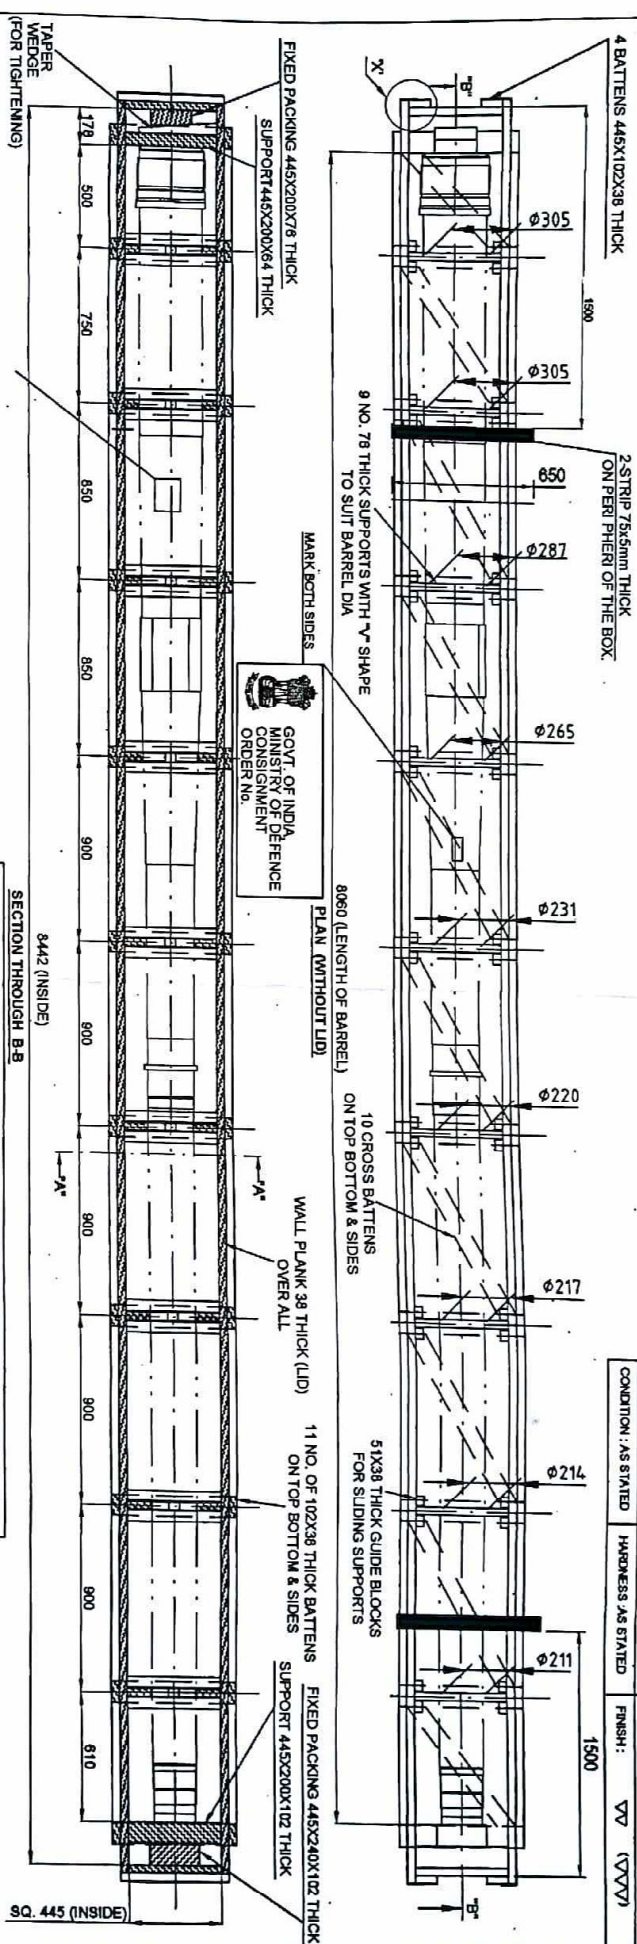 CONDITION : AS STATED
HARDNESS :AS STATED
FINISH :
4 BATTENS 445X102X38 THICK
"X"
"B"
1500
Ø305
Ø305
2-STRIP 75x5mm THICK
ON PERI PHERI OF THE BOX.
650
Ø287
Ø265
Ø231
Ø220
Ø217
Ø214
Ø211
1500
"B"
9 NO. 76 THICK SUPPORTS WITH "V" SHAPE
TO SUIT BARREL DIA
10 CROSS BATTENS
ON TOP BOTTOM & SIDES
51X38 THICK GUIDE BLOCKS
FOR SLIDING SUPPORTS
8060 (LENGTH OF BARREL)
PLAN (WITHOUT LID)
MARK BOTH SIDES
GOVT. OF INDIA,
MINISTRY OF DEFENCE
CONSIGNMENT
ORDER No.
FIXED PACKING 445X200X76 THICK
SUPPORT445X200X64 THICK
WALL PLANK 38 THICK (LID)
OVER ALL
11 NO. OF 102X38 THICK BATTENS
ON TOP BOTTOM & SIDES
FIXED PACKING 445X240X102 THICK
SUPPORT 445X200X102 THICK
"A"
"A"
TAPER
WEDGE
(FOR TIGHTENING)
178
500
750
850
850
900
900
900
900
900
610
SQ. 445 (INSIDE)
8442 (INSIDE)
SECTION THROUGH B-B